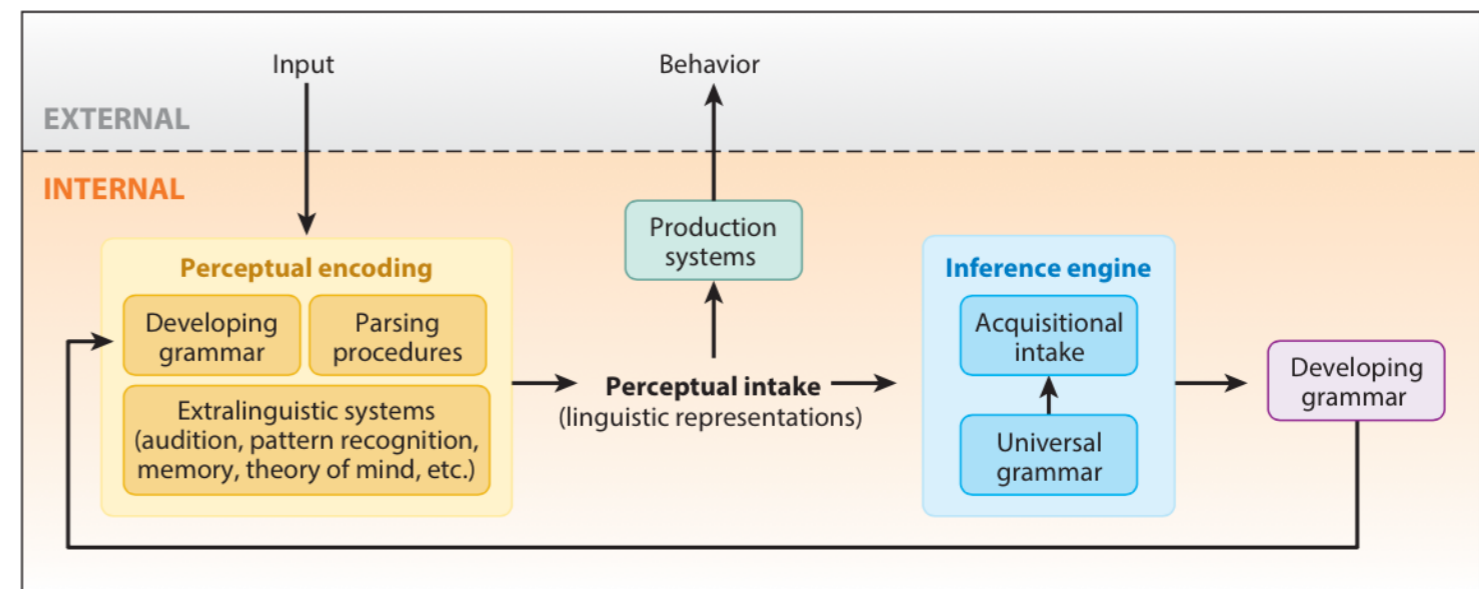 Input
Behavior
EXTERNAL
INTERNAL
Perceptual encoding
Developing
grammar
Parsing
procedures
Extralinguistic systems
(audition, pattern recognition,
memory, theory of mind, etc.)
Production
systems
Perceptual intake
(linguistic representations)
Inference engine
Acquisitional
intake
Universal
grammar
Developing
grammar